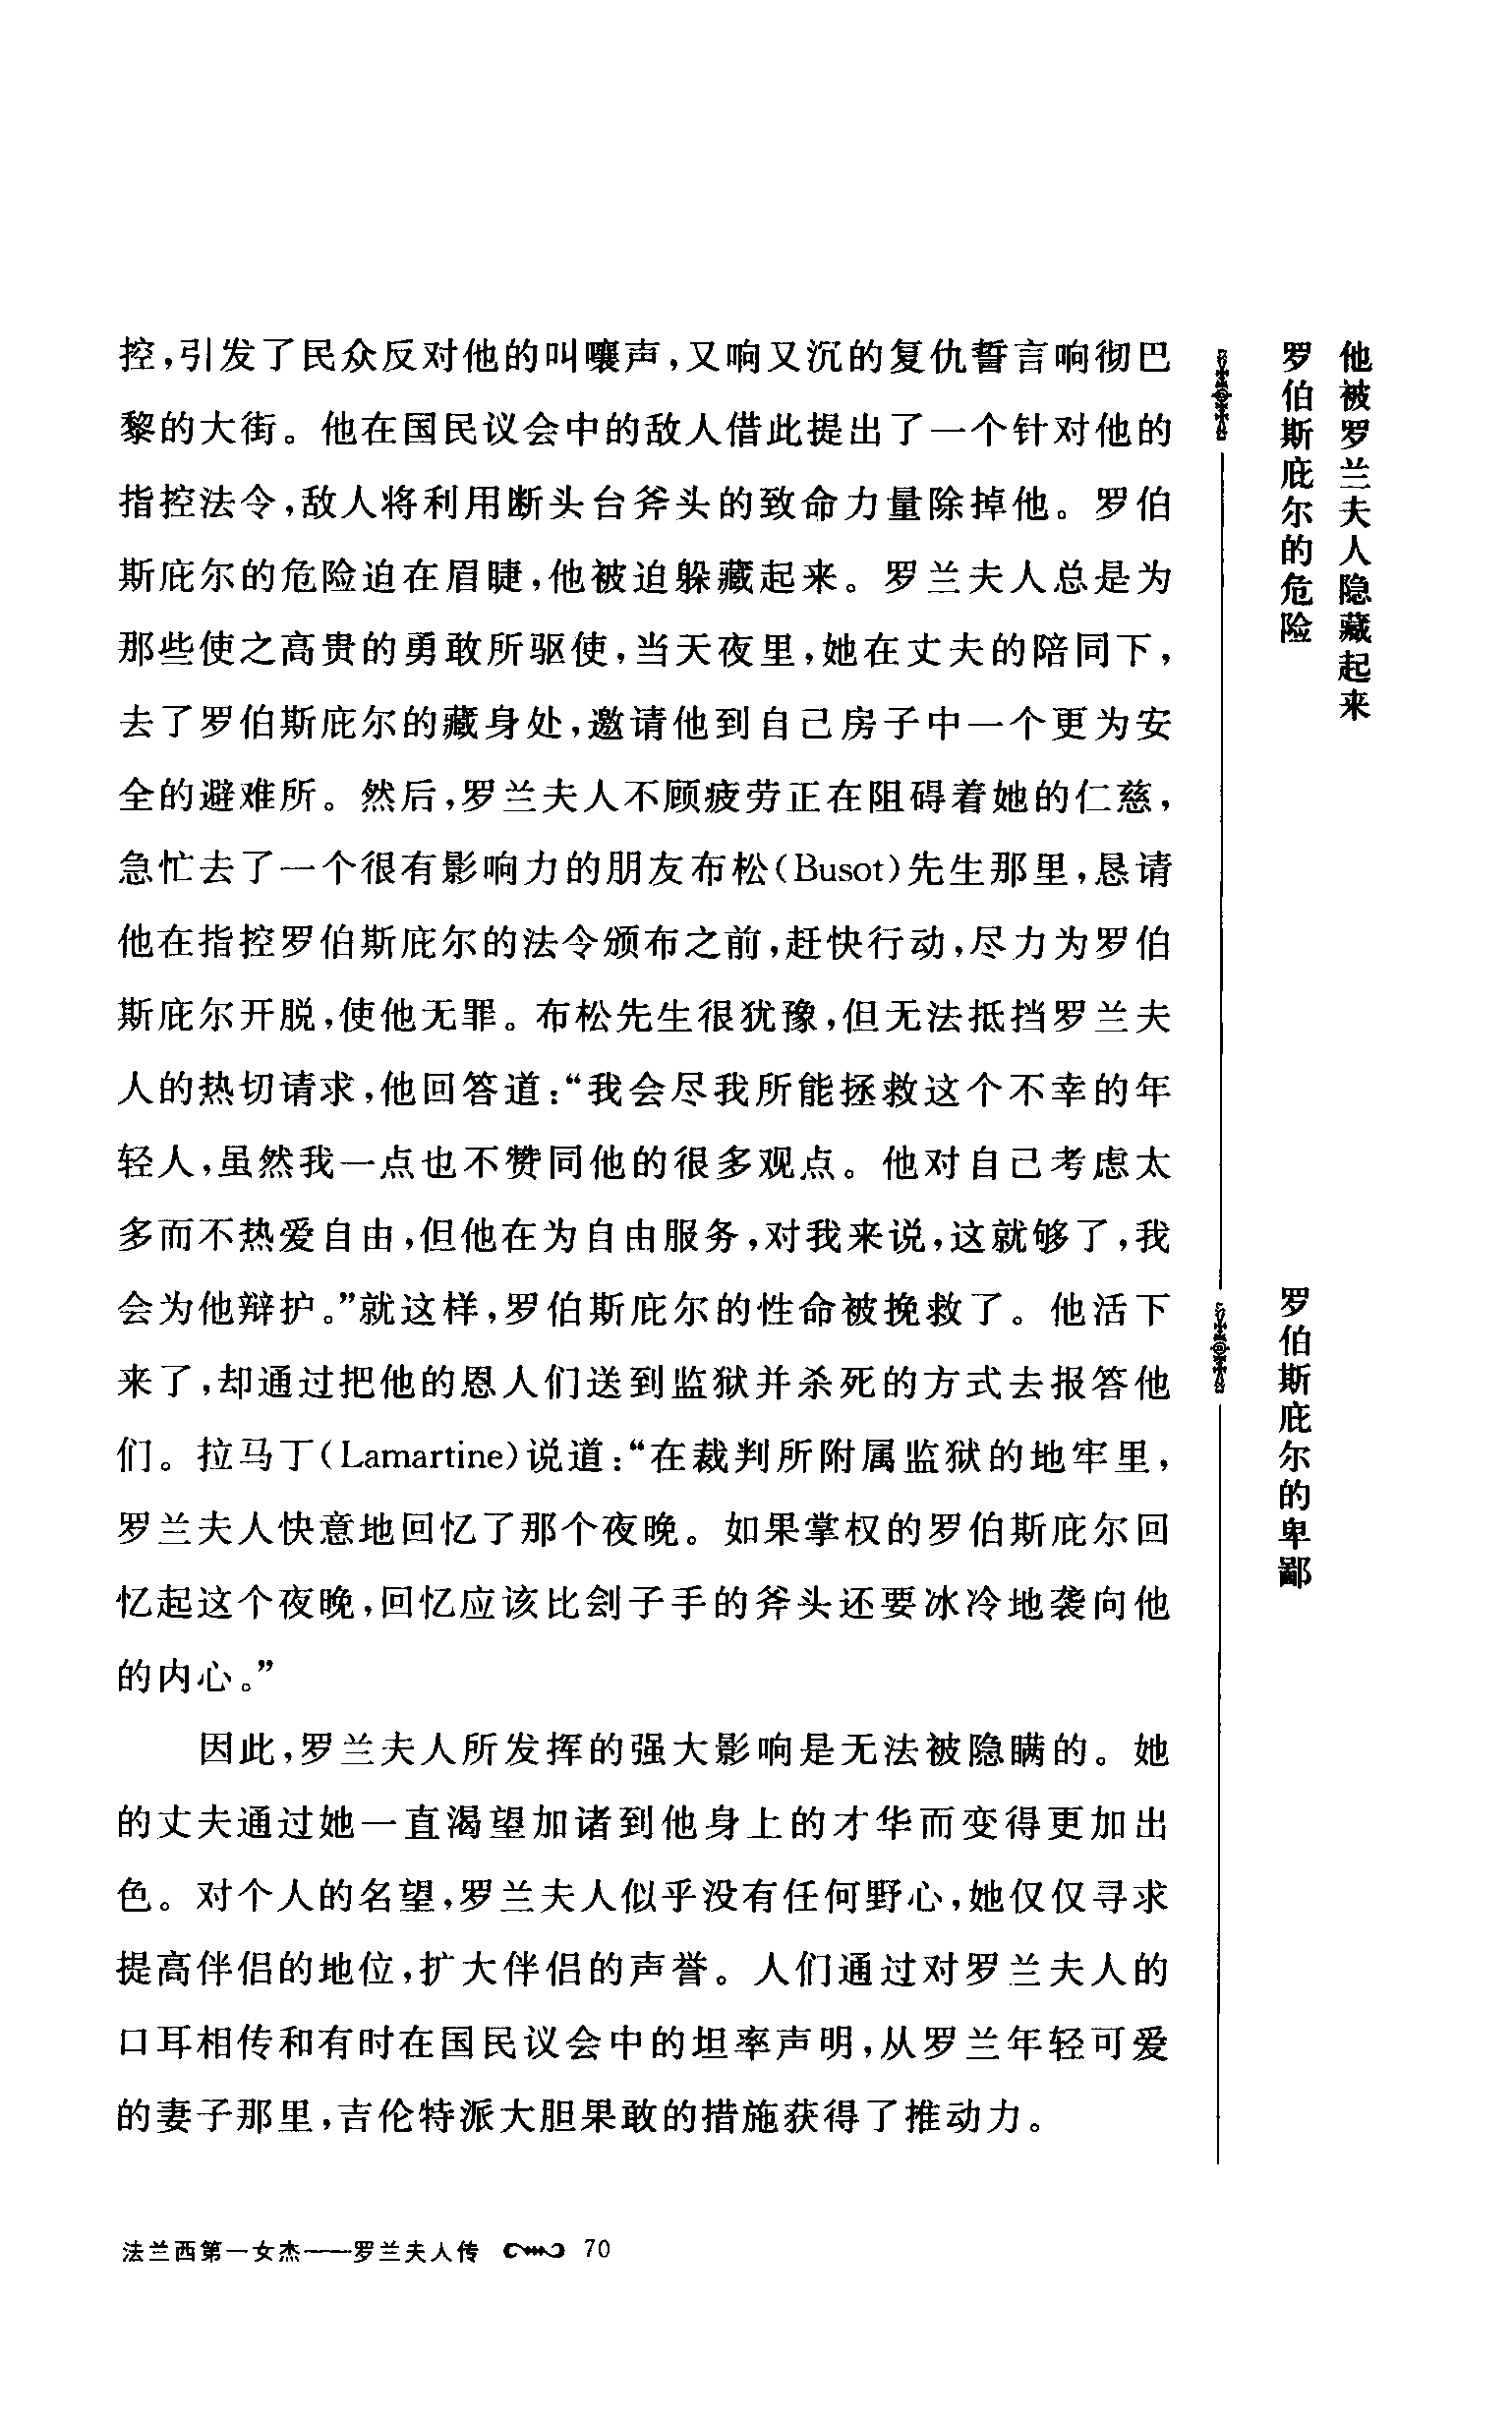 控,引发了民众反对他的叫嚷声,又响又沉的复仇誓言响彻巴
黎的大街。他在国民议会中的敌人借此提出了一个针对他的
指控法令,敌人将利用断头台斧头的致命力量除掉他。罗伯
斯庇尔的危险迫在眉睫,他被迫躲藏起来。罗兰夫人总是为
那些使之高贵的勇敢所驱使,当天夜里,她在丈夫的陪同下,
去了罗伯斯庇尔的藏身处,邀请他到自己房子中一个更为安
全的避难所。然后,罗兰夫人不顾疲劳正在阻碍着她的仁慈,
急忙去了一个很有影响力的朋友布松(Busot)先生那里,恳请
他在指控罗伯斯庇尔的法令颁布之前,赶快行动,尽力为罗伯
斯庇尔开脱,使他无罪。布松先生很犹豫,但无法抵挡罗兰夫
人的热切请求,他回答道:“我会尽我所能拯救这个不幸的年
轻人,虽然我一点也不赞同他的很多观点。他对自己考虑太
多而不热爱自由,但他在为自由服务,对我来说,这就够了,我
会为他辩护。”就这样,罗伯斯庇尔的性命被挽救了。他活下
来了,却通过把他的恩人们送到监狱并杀死的方式去报答他
们。拉马丁(Lamartine)说道:“在裁判所附属监狱的地牢里,
罗兰夫人快意地回忆了那个夜晚。如果掌权的罗伯斯庇尔回
忆起这个夜晚,回忆应该比刽子手的斧头还要冰冷地袭向他
的内心。”
因此,罗兰夫人所发挥的强大影响是无法被隐瞒的。她
的丈夫通过她一直渴望加诸到他身上的才华而变得更加出
色。对个人的名望,罗兰夫人似乎没有任何野心,她仅仅寻求
提高伴侣的地位,扩大伴侣的声誉。人们通过对罗兰夫人的
口耳相传和有时在国民议会中的坦率声明,从罗兰年轻可爱
的妻子那里,吉伦特派大胆果敢的措施获得了推动力。
罗伯斯庇尔的危险
他被罗兰夫人隐藏起来
罗伯斯庇尔的卑鄙
法兰西第一女杰——罗兰夫人传 70